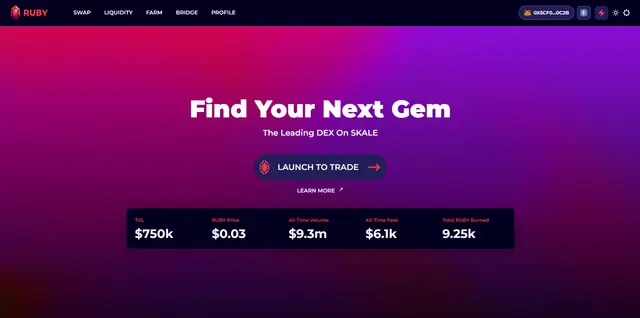 RUBY SWAP LIQUIDITY FARM BRIDGE PROFILE 0X5CF0...0C2B
Find Your Next Gem
The Leading DEX On SKALE
LAUNCH TO TRADE
LEARN MORE
TVL RUBY Price All-Time Volume All-Time Fees Total RUBY Burned
$750k $0.03 $9.3m $6.1k 9.25k